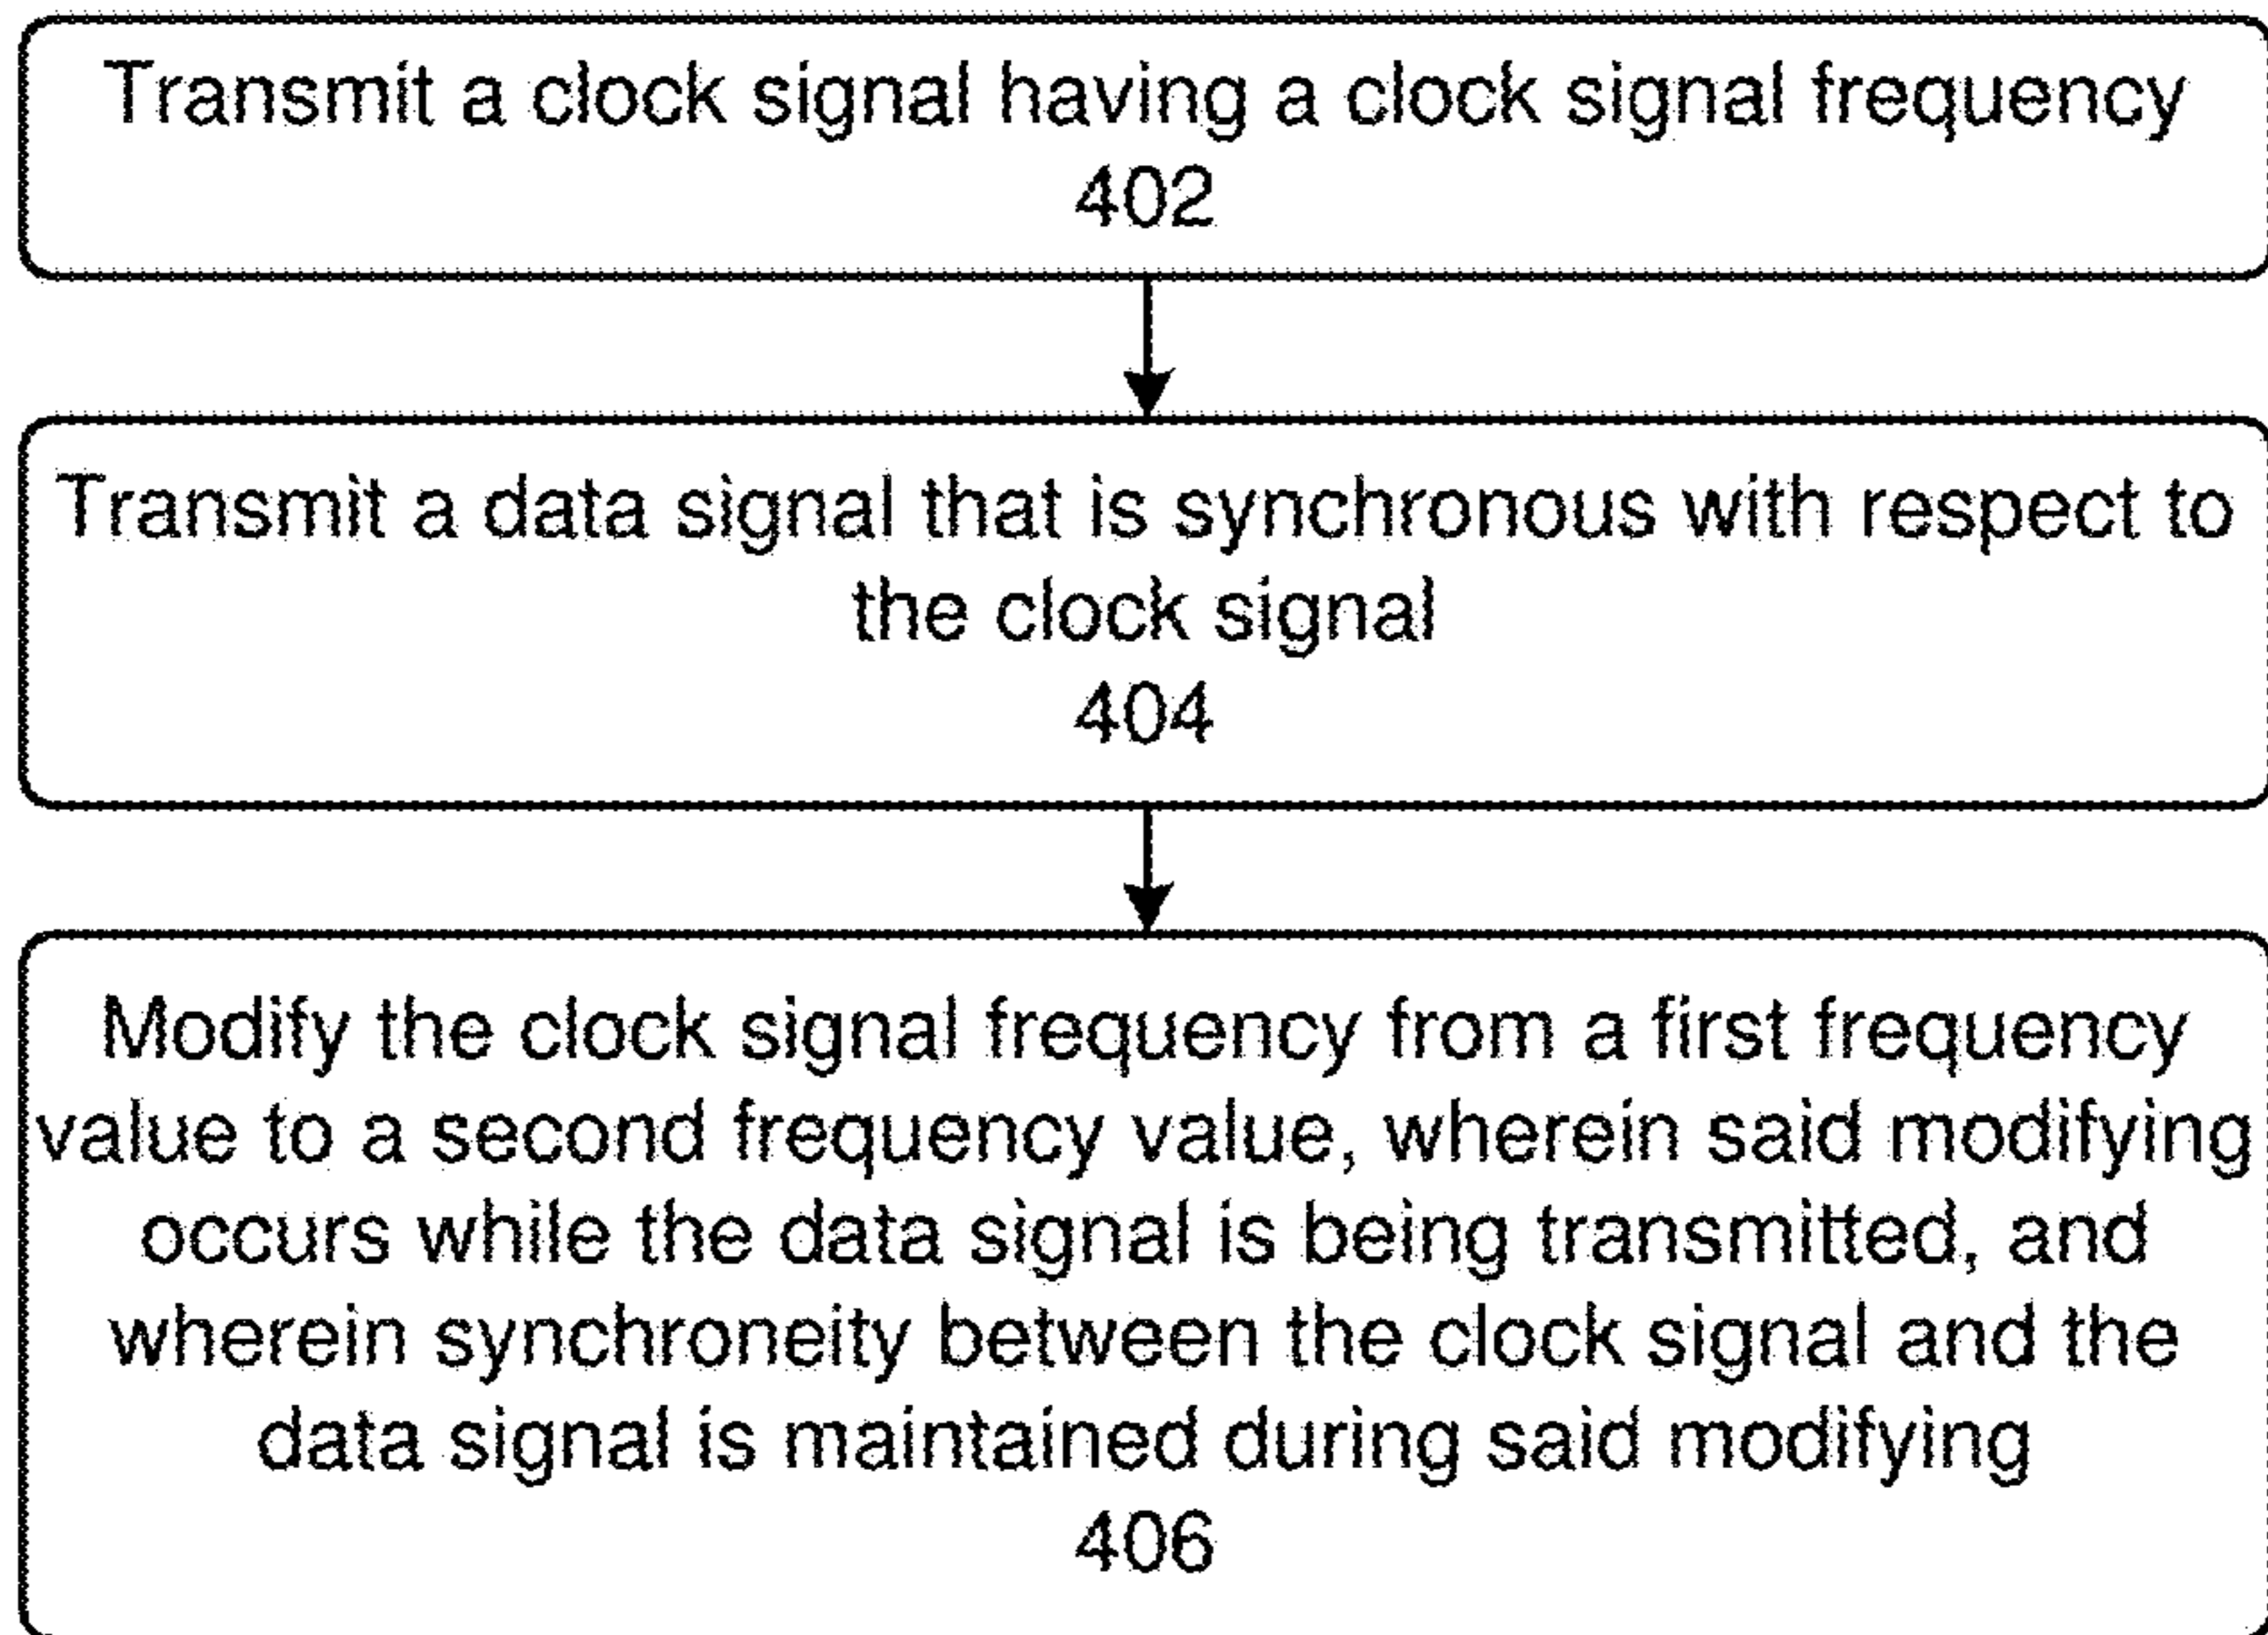 Transmit a clock signal having a clock signal frequency
402
Transmit a data signal that is synchronous with respect to
the clock signal
404
Modify the clock signal frequency from a first frequency
value to a second frequency value, wherein said modifying
occurs while the data signal is being transmitted, and
wherein synchroneity between the clock signal and the
data signal is maintained during said modifying
406